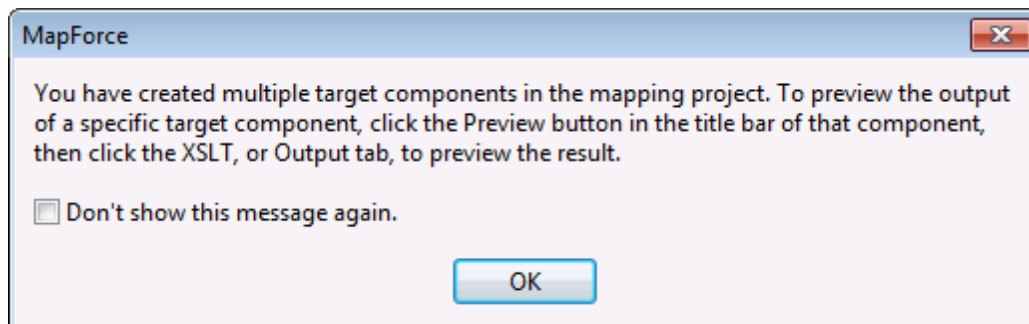 MapForce
You have created multiple target components in the mapping project. To preview the output
of a specific target component, click the Preview button in the title bar of that component,
then click the XSLT, or Output tab, to preview the result.
Don't show this message again.
OK